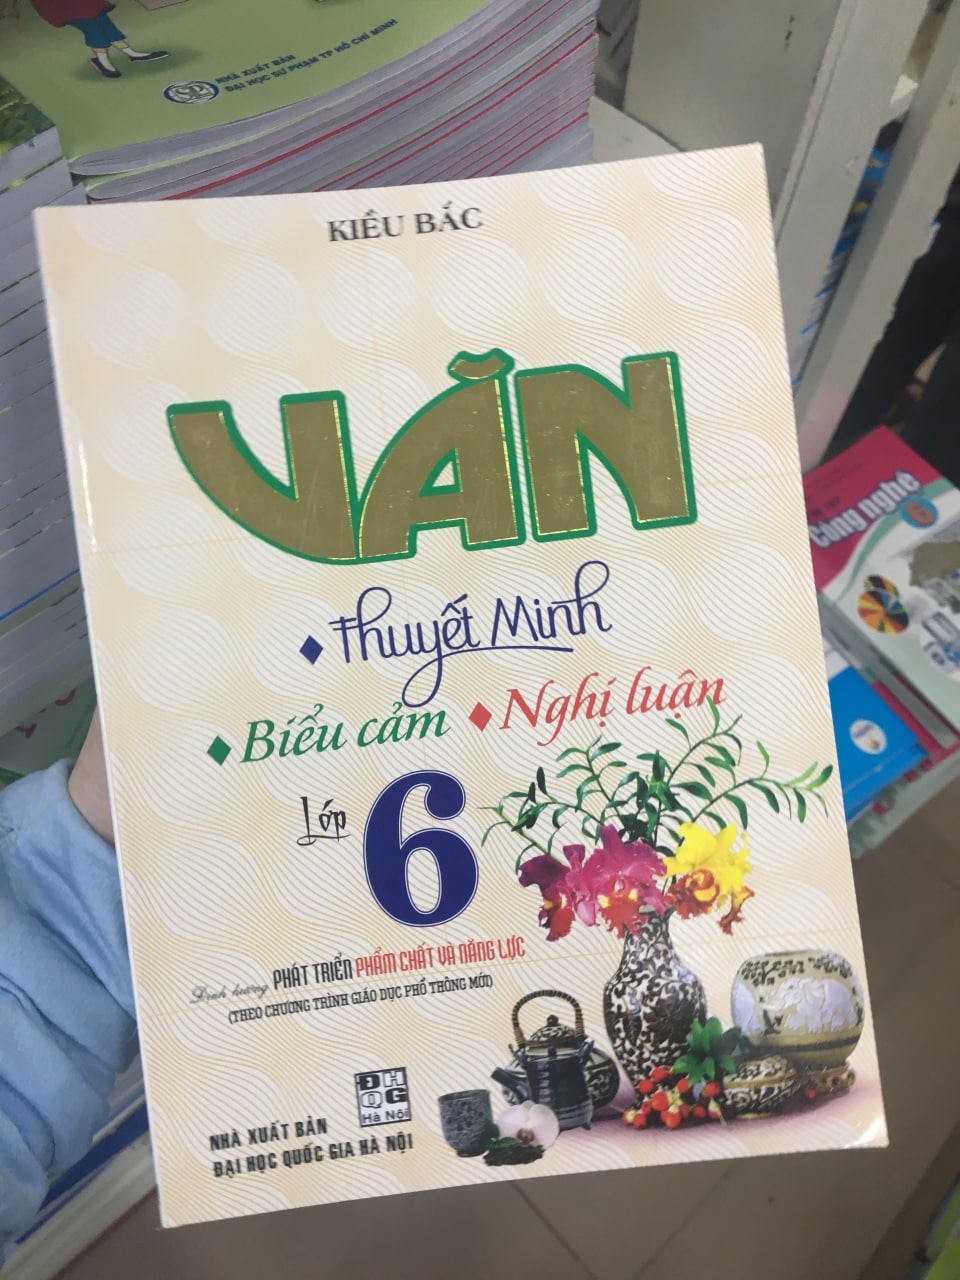 NHÀ XUẤT BẢN
ĐẠI HỌC SƯ PHẠM TP HỒ CHÍ MINH
KIỀU BẮC
VĂN
Thuyết Minh
Biểu cảm
Nghị luận
Lớp
6
Định hướng PHÁT TRIỂN PHẨM CHẤT VÀ NĂNG LỰC
(THEO CHƯƠNG TRÌNH GIÁO DỤC PHỔ THÔNG MỚI)
ĐH
QG
Hà Nội
NHÀ XUẤT BẢN
ĐẠI HỌC QUỐC GIA HÀ NỘI
Công nghệ
6